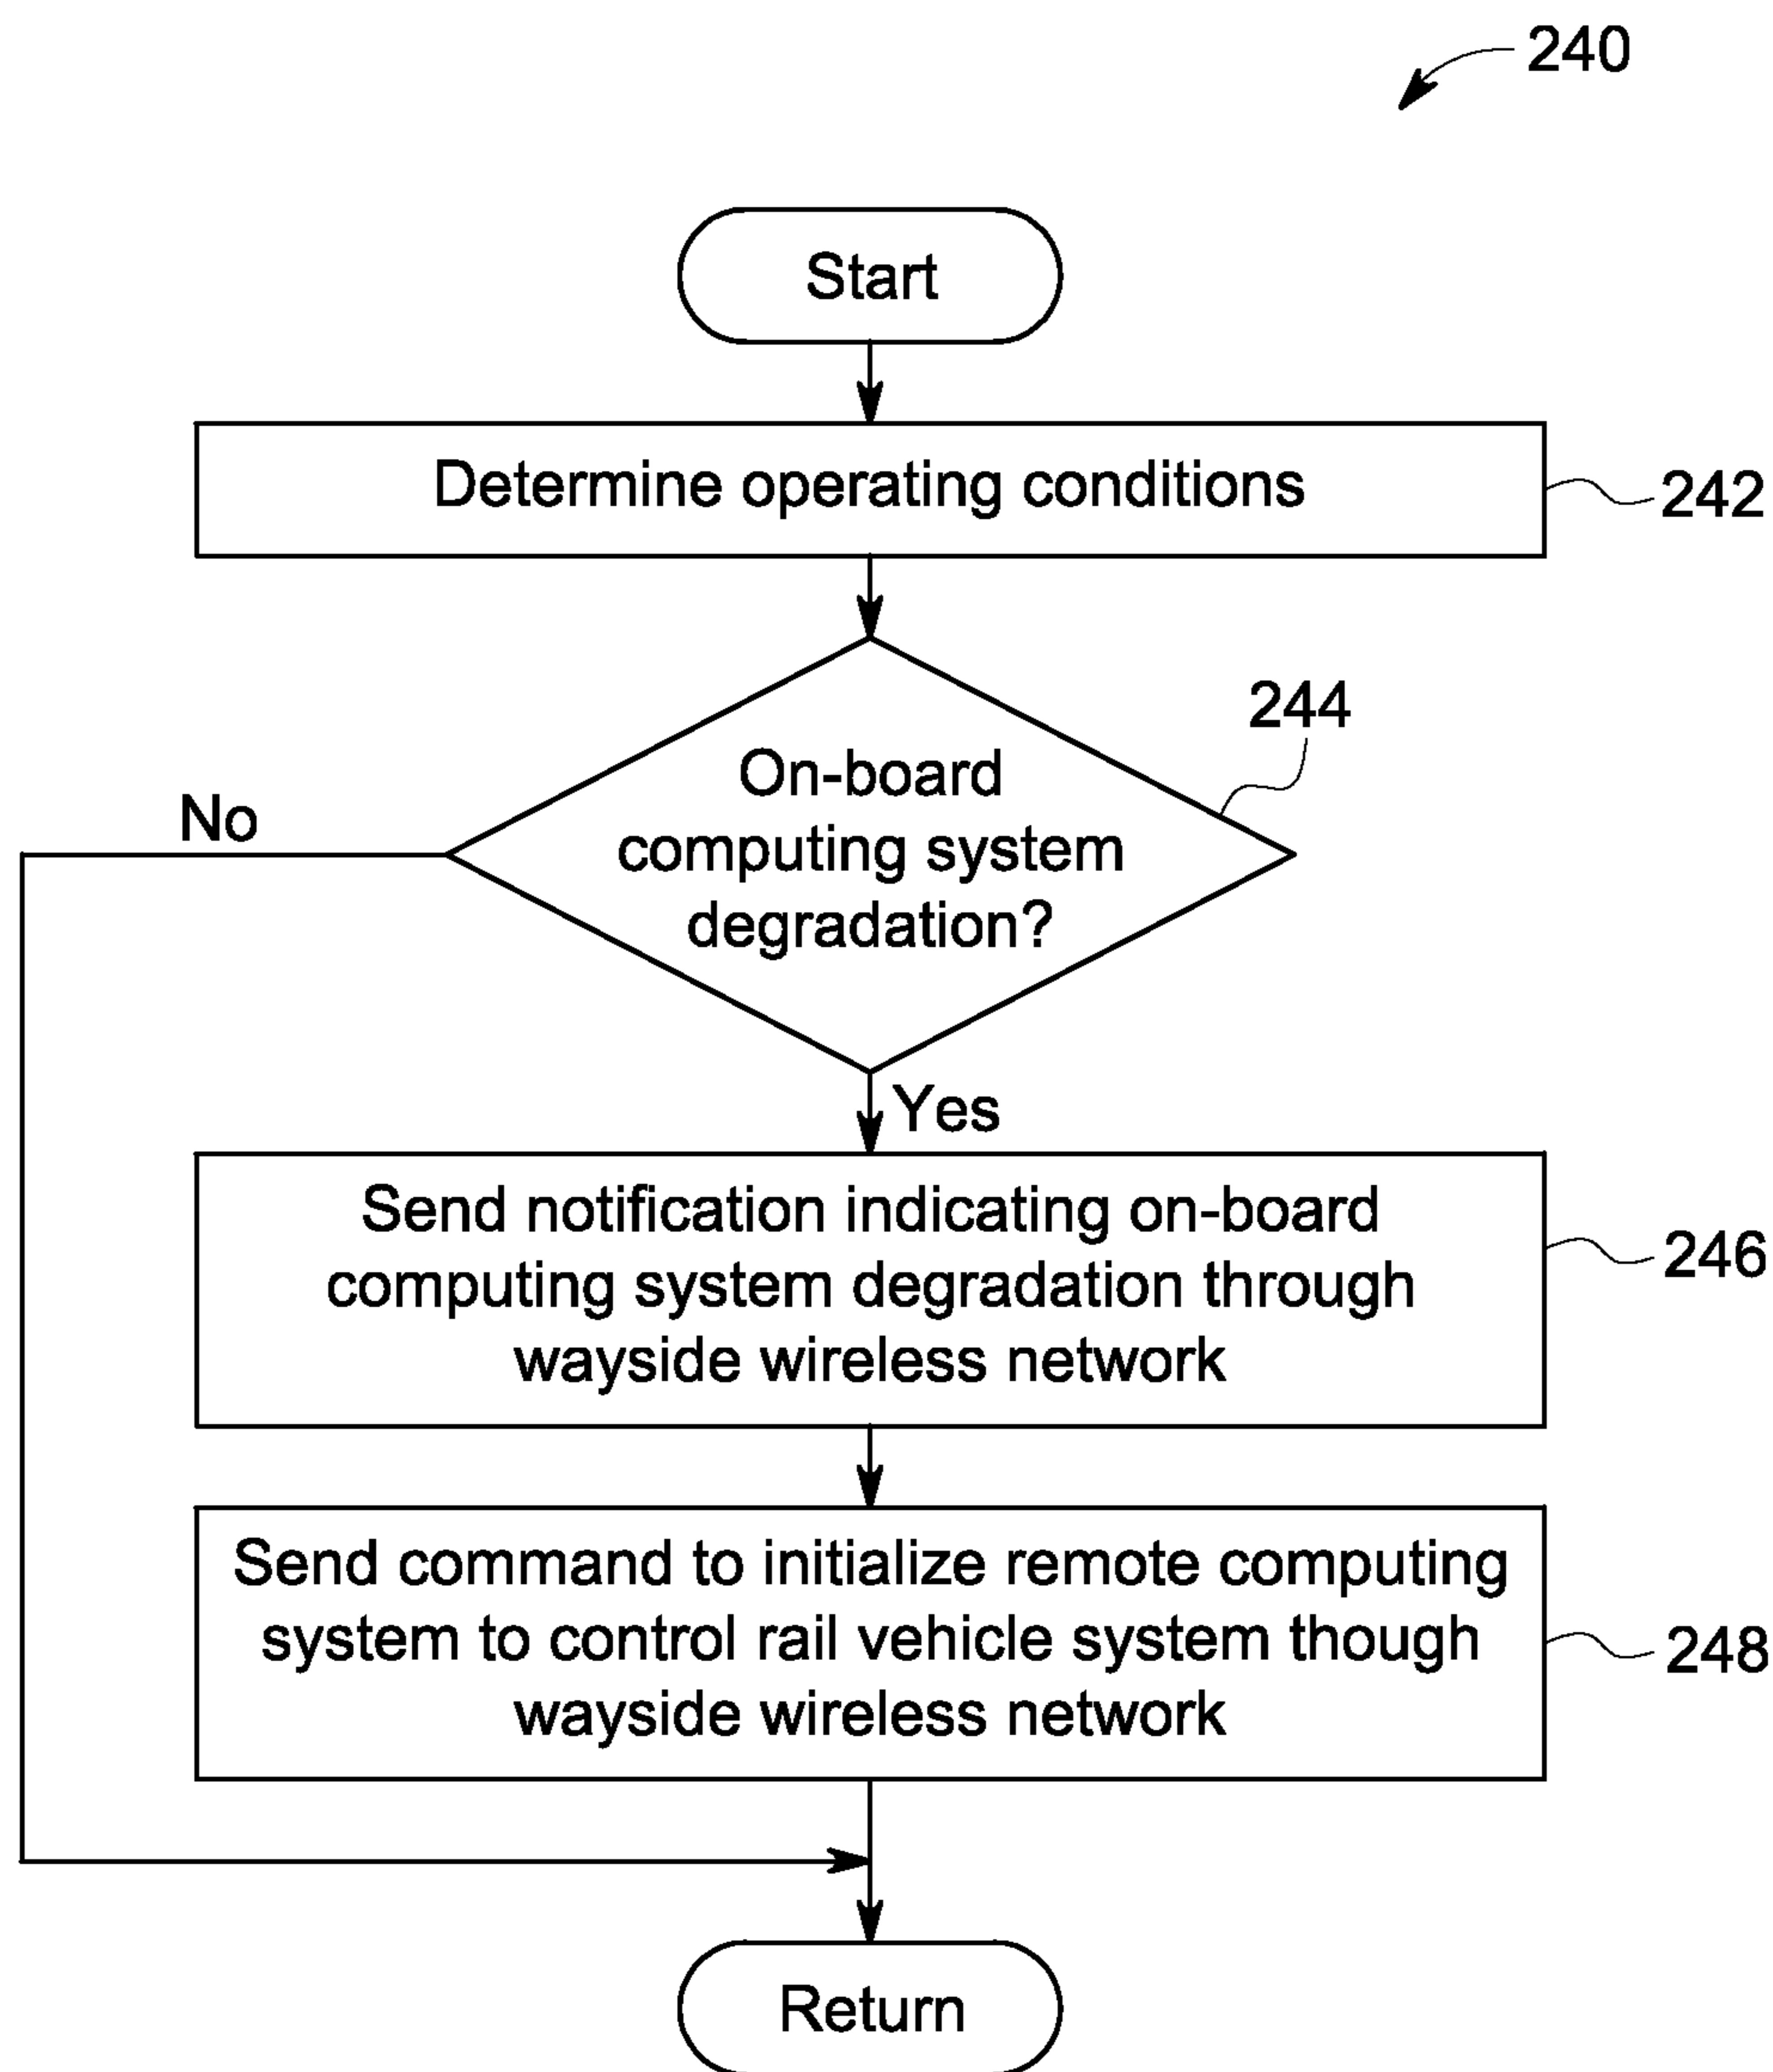 240
Start
Determine operating conditions
242
244
On-board
computing system
degradation?
No
Yes
Send notification indicating on-board
computing system degradation through
wayside wireless network
246
Send command to initialize remote computing
system to control rail vehicle system though
wayside wireless network
248
Return